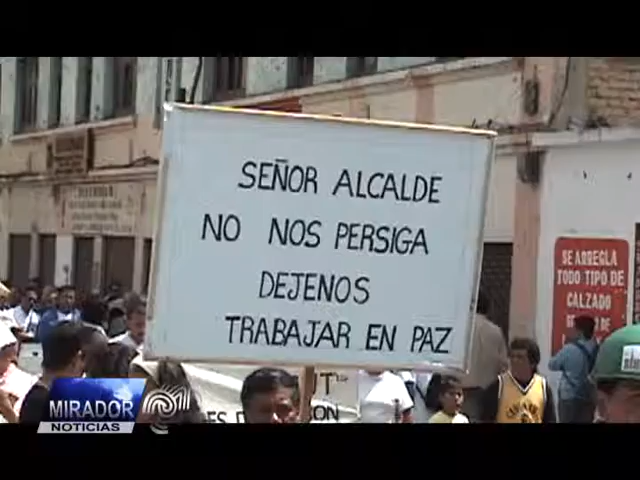 SEÑOR ALCALDE
NO NOS PERSIGA
DEJENOS
TRABAJAR EN PAZ
SE ARREGLA
TODO TIPO DE
CALZADO
MIRADOR
NOTICIAS